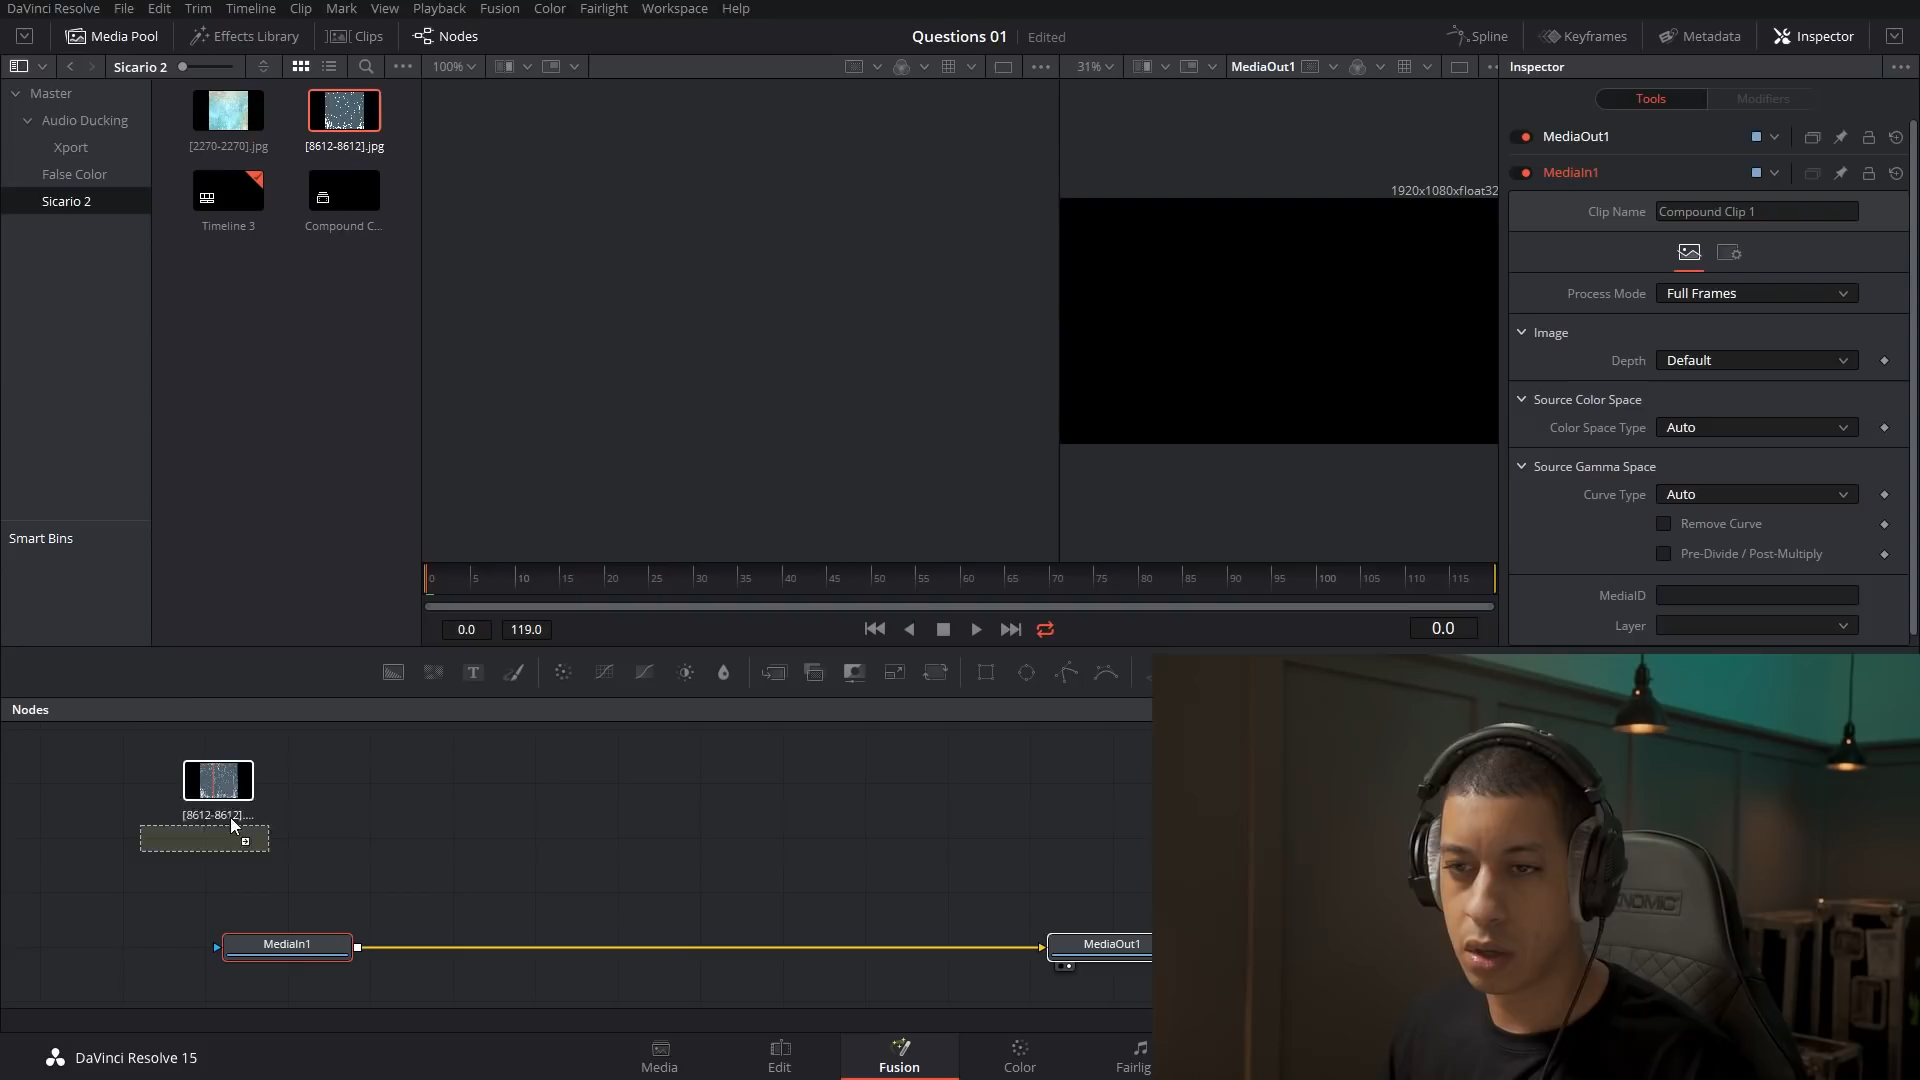 DaVinci Resolve File Edit Trim Timeline Clip Mark View Playback Fusion Color Fairlight Workspace Help
Media Pool Effects Library Clips Nodes Questions 01 Edited Spline Keyframes Metadata Inspector
Sicario 2 100% 31% MediaOut1 Inspector
Master
Audio Ducking
Xport
False Color
Sicario 2
Smart Bins
[2270-2270].jpg [8612-8612].jpg
Timeline 3 Compound C...
1920x1080xfloat32
Tools Modifiers
MediaOut1
MediaIn1
Clip Name Compound Clip 1
Process Mode Full Frames
Image
Depth Default
Source Color Space
Color Space Type Auto
Source Gamma Space
Curve Type Auto
Remove Curve
Pre-Divide / Post-Multiply
MediaID
Layer
0 5 10 15 20 25 30 35 40 45 50 55 60 65 70 75 80 85 90 95 100 105 110 115
0.0 119.0 0.0
T
Nodes
[8612-8612]....
MediaIn1 MediaOut1
DaVinci Resolve 15 Media Edit Fusion Color Fairlig